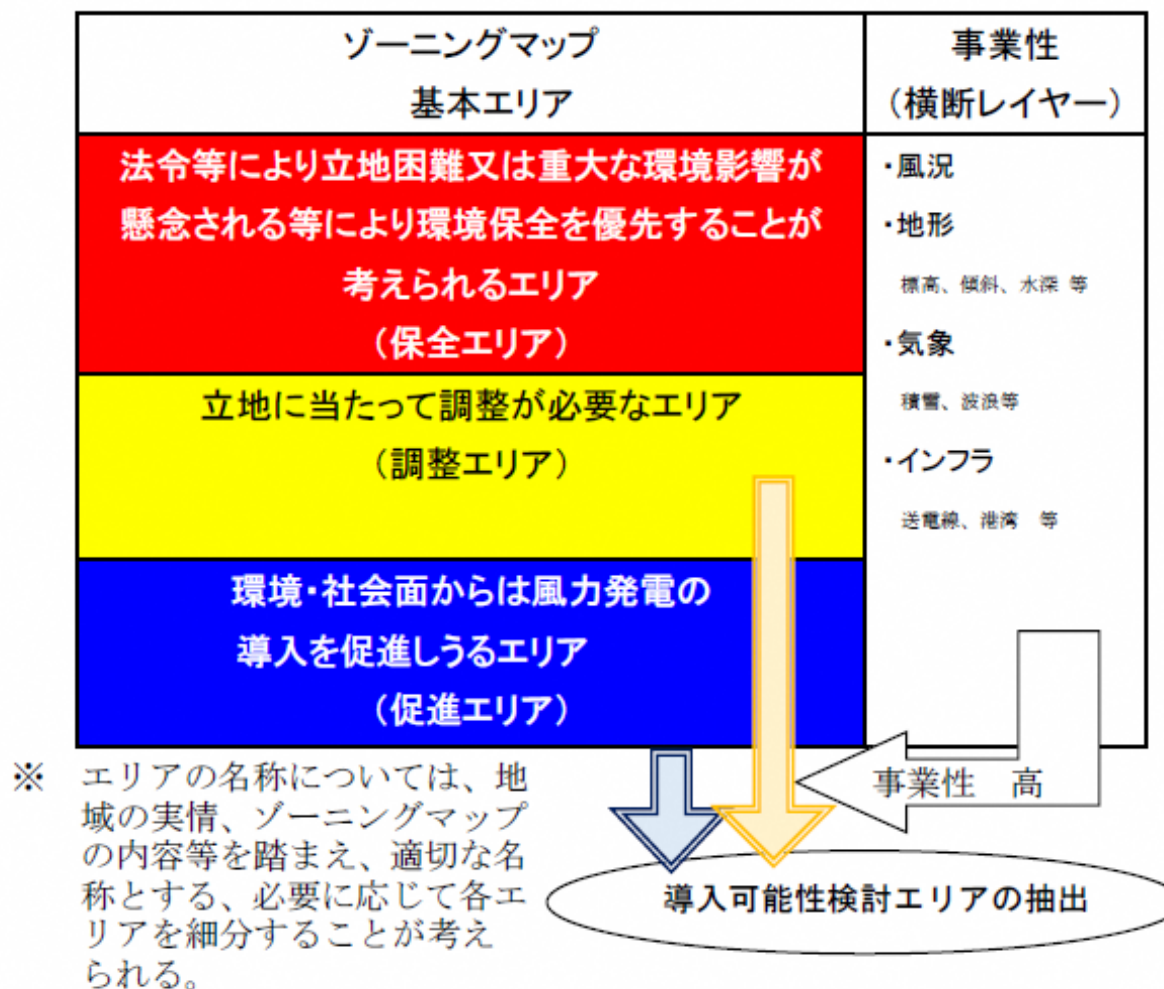 ゾーニングマップ
基本エリア
事業性
（横断レイヤー）
法令等により立地困難又は重大な環境影響が
懸念される等により環境保全を優先することが
考えられるエリア
（保全エリア）
立地に当たって調整が必要なエリア
（調整エリア）
環境・社会面からは風力発電の
導入を促進しうるエリア
（促進エリア）
・風況
・地形
標高、傾斜、水深 等
・気象
積雪、波浪等
・インフラ
送電線、港湾　等
事業性　高
導入可能性検討エリアの抽出
※　エリアの名称については、地
域の実情、ゾーニングマップ
の内容等を踏まえ、適切な名
称とする、必要に応じて各エ
リアを細分することが考え
られる。